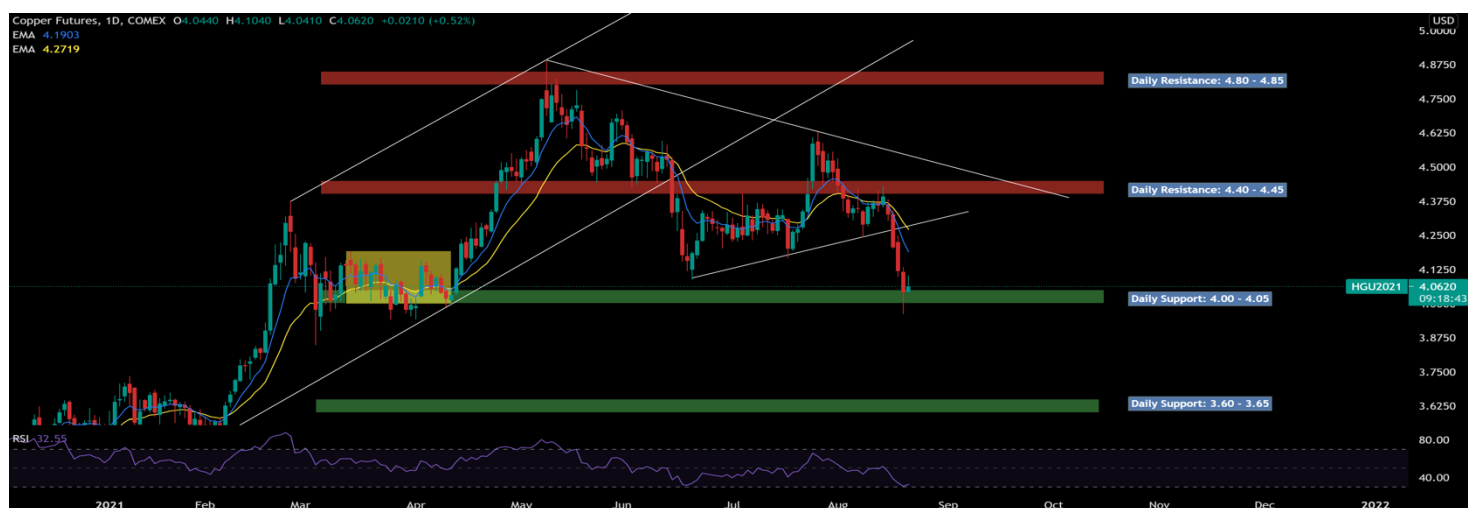 Copper Futures, 1D, COMEX O4.0440 H4.1040 L4.0410 C4.0620 +0.0210 (+0.52%)
EMA 4.1903
EMA 4.2719
USD
5.0000
4.8750
4.7500
4.6250
4.5000
4.3750
4.2500
4.1250
3.8750
3.7500
3.6250
Daily Resistance: 4.80 - 4.85
Daily Resistance: 4.40 - 4.45
HGU2021 4.0620
09:18:43
Daily Support: 4.00 - 4.05
Daily Support: 3.60 - 3.65
RSI 32.55
80.00
40.00
2021 Feb Mar Apr May Jun Jul Aug Sep Oct Nov Dec 2022